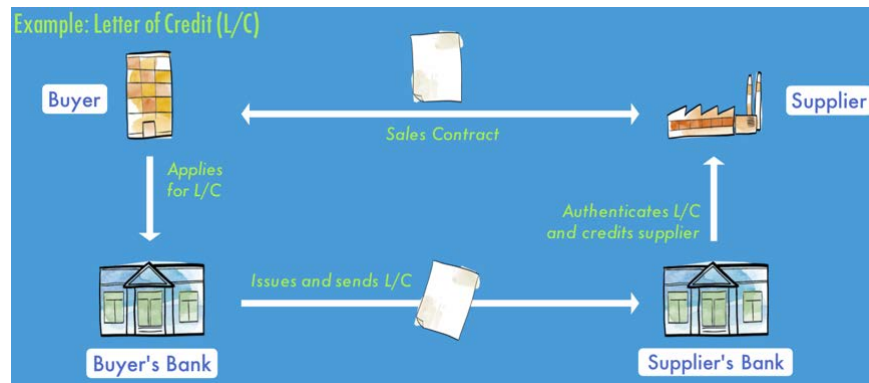 Example: Letter of Credit (L/C)
Buyer
Supplier
Sales Contract
Applies
for L/C
Authenticates L/C
and credits supplier
Issues and sends L/C
Buyer's Bank
Supplier's Bank